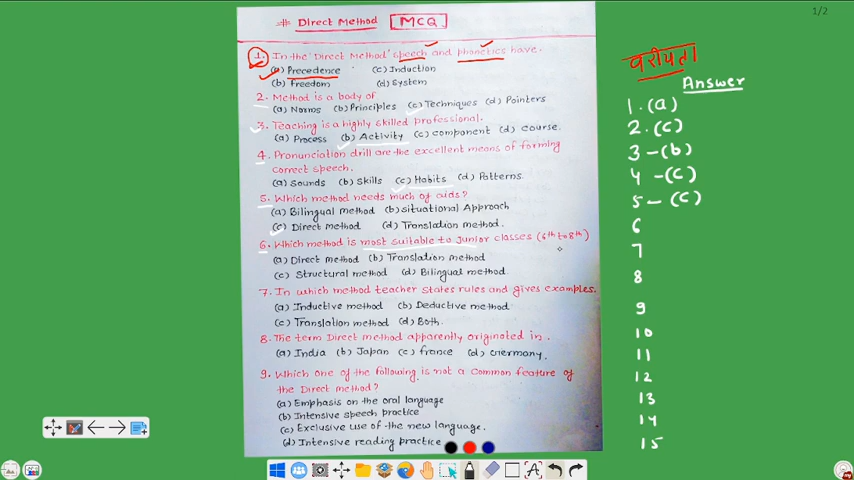 1/2
# Direct Method MCQ
1. In the Direct Method speech and phonetics have.
(a) Precedence (c) Induction
(b) Freedom (d) System
2. Method is a body of
(a) Norms (b) Principles (c) Techniques (d) Pointers
3. Teaching is a highly skilled professional.
(a) Process (b) Activity (c) component (d) course.
4. Pronunciation drill are the excellent means of forming
correct speech.
(a) Sounds (b) Skills (c) Habits (d) Patterns.
5. Which method needs much of aids?
(a) Bilingual method (b) situational Approach
(c) Direct method (d) Translation method.
6. Which method is most suitable to Junior classes (6th to 8th)
(a) Direct method (b) Translation method
(c) Structural method (d) Bilingual method.
7. In which method teacher states rules and gives examples.
(a) Inductive method (b) Deductive method
(c) Translation method (d) Both.
8. The term Direct method apparently originated in.
(a) India (b) Japan (c) france (d) Germany.
9. Which one of the following is not a Common feature of
the Direct method?
(a) Emphasis on the oral language
(b) Intensive speech practice
(c) Exclusive use of the new language.
(d) Intensive reading practice
वरीयता
Answer
1. (a)
2. (c)
3 - (b)
4 - (c)
5 - (c)
6
7
8
9
10
11
12
13
14
15